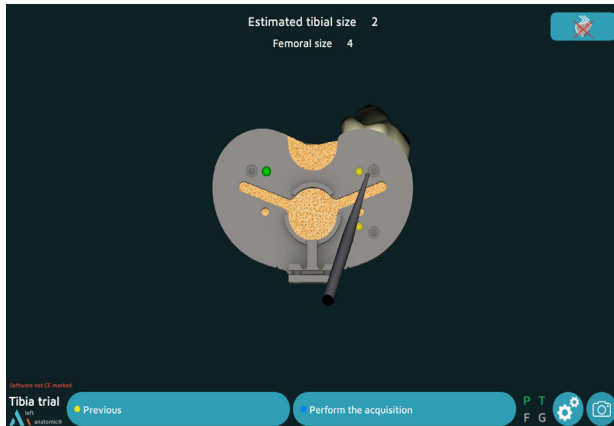 Estimated tibial size 2
Femoral size 4
Software not CE marked
Tibia trial
left
anatomic®
Previous
Perform the acquisition
P T
F G